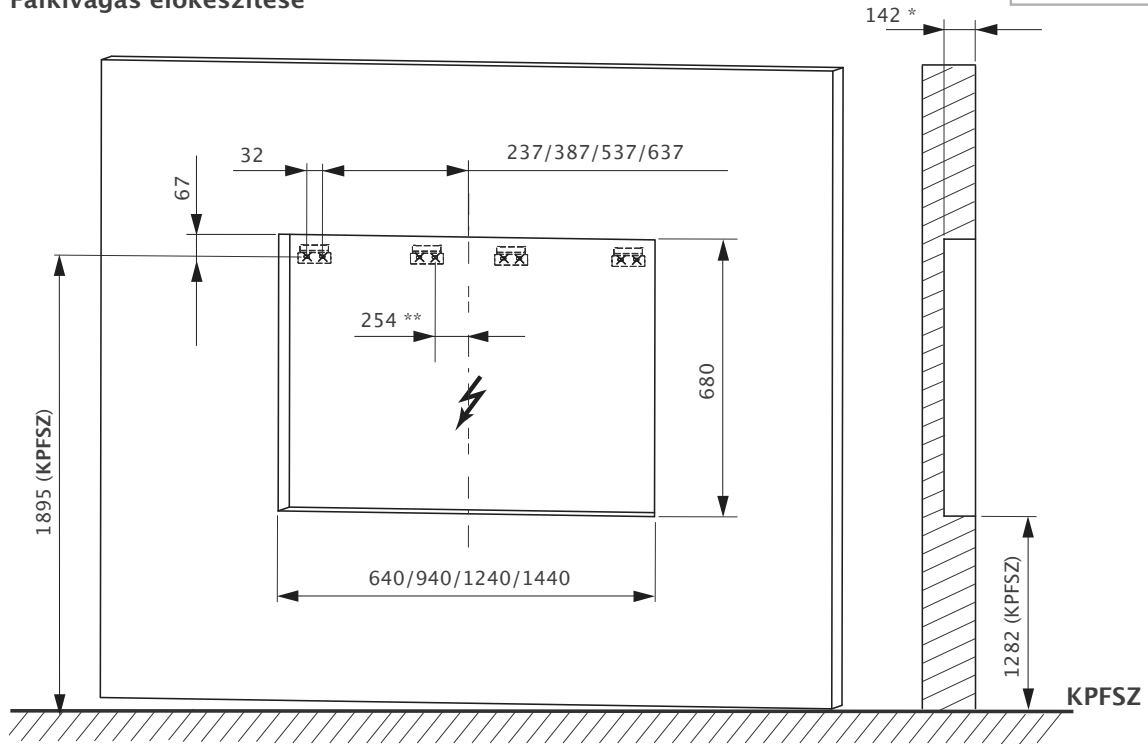 Falkivágás előkészítése
142 *
32
237/387/537/637
67
254 **
680
1895 (KPFSZ)
640/940/1240/1440
1282 (KPFSZ)
KPFSZ